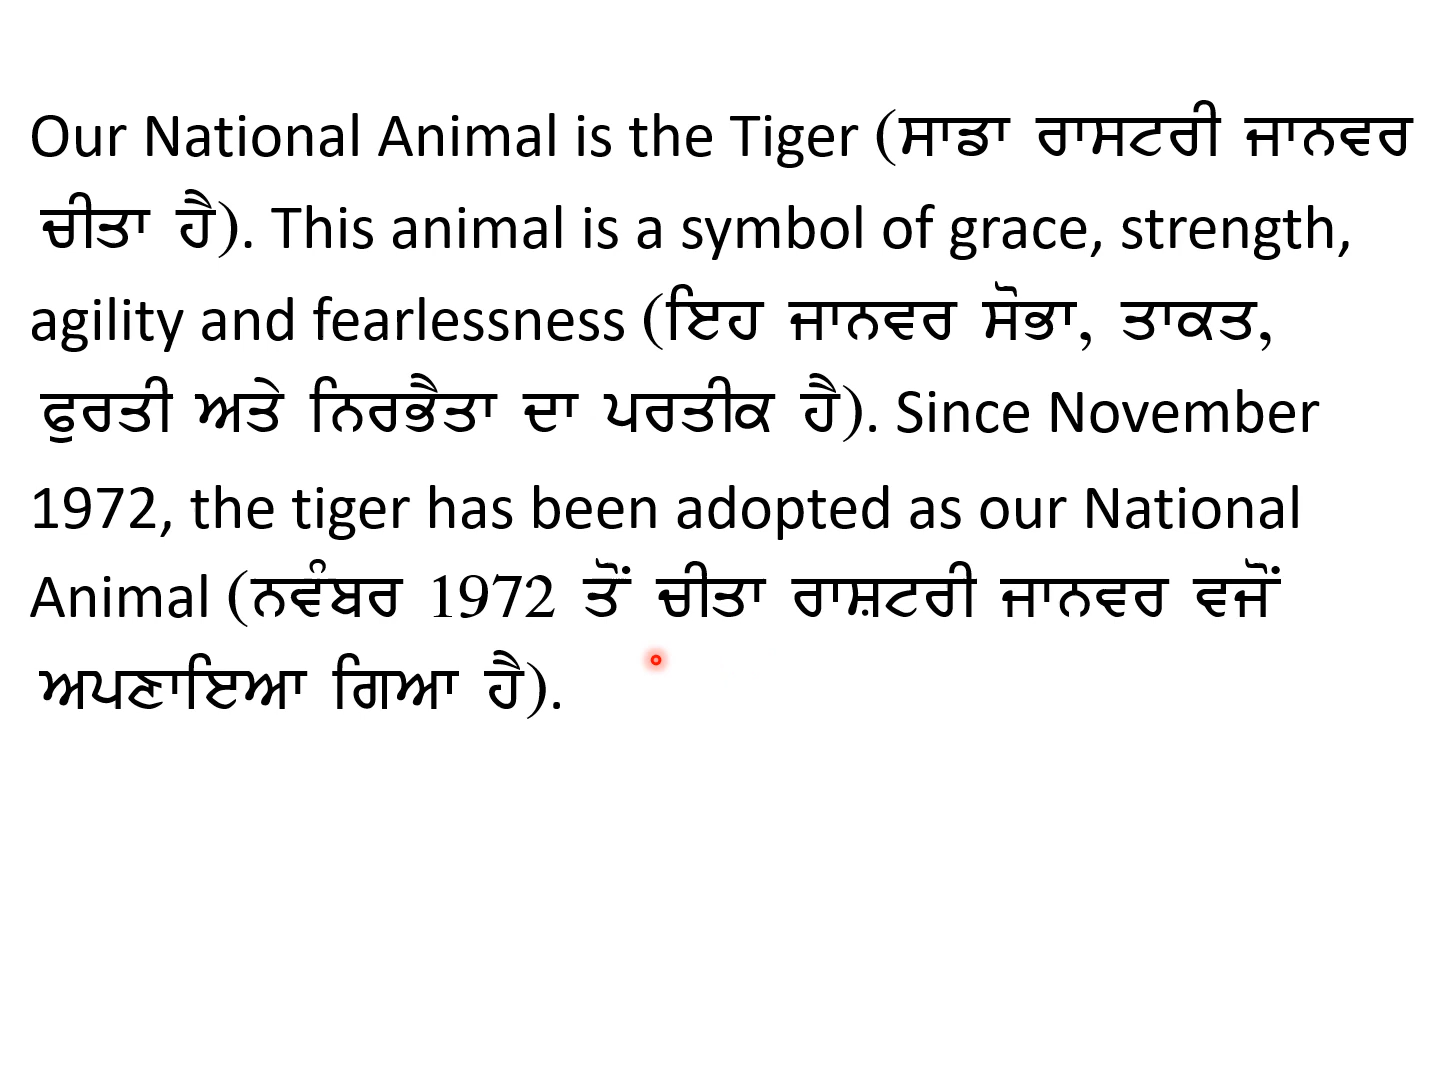 Our National Animal is the Tiger (ਸਾਡਾ ਰਾਸਟਰੀ ਜਾਨਵਰ
ਚੀਤਾ ਹੈ). This animal is a symbol of grace, strength,
agility and fearlessness (ਇਹ ਜਾਨਵਰ ਸੋਭਾ, ਤਾਕਤ,
ਫੁਰਤੀ ਅਤੇ ਨਿਰਭੈਤਾ ਦਾ ਪਰਤੀਕ ਹੈ). Since November
1972, the tiger has been adopted as our National
Animal (ਨਵੰਬਰ 1972 ਤੋਂ ਚੀਤਾ ਰਾਸ਼ਟਰੀ ਜਾਨਵਰ ਵਜੋਂ
ਅਪਣਾਇਆ ਗਿਆ ਹੈ).